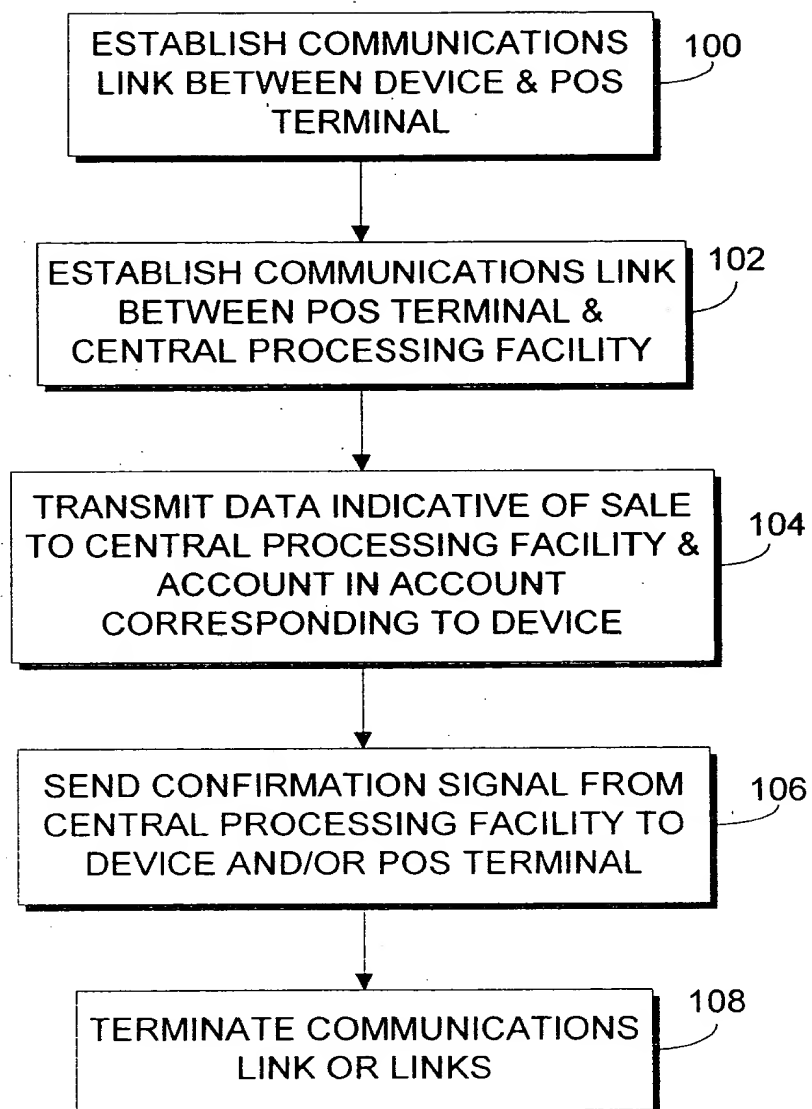 ESTABLISH COMMUNICATIONS
LINK BETWEEN DEVICE & POS
TERMINAL
100
ESTABLISH COMMUNICATIONS LINK
BETWEEN POS TERMINAL &
CENTRAL PROCESSING FACILITY
102
TRANSMIT DATA INDICATIVE OF SALE
TO CENTRAL PROCESSING FACILITY &
ACCOUNT IN ACCOUNT
CORRESPONDING TO DEVICE
104
SEND CONFIRMATION SIGNAL FROM
CENTRAL PROCESSING FACILITY TO
DEVICE AND/OR POS TERMINAL
106
TERMINATE COMMUNICATIONS
LINK OR LINKS
108